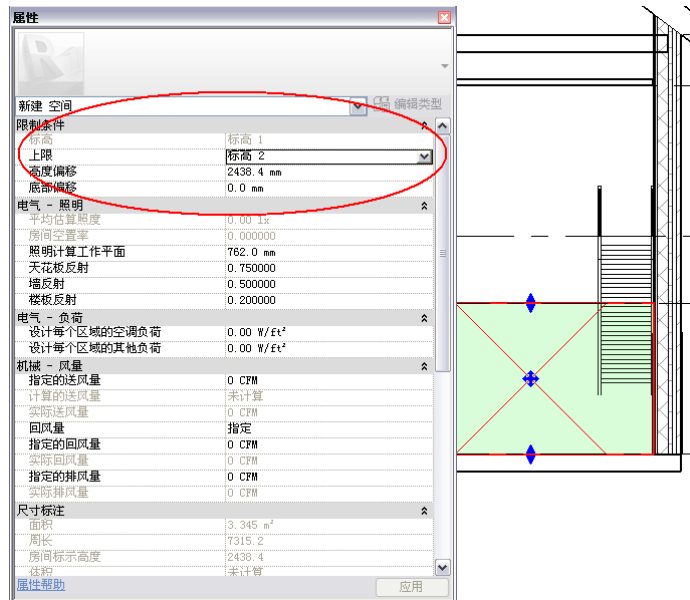 属性
新建 空间 编辑类型
限制条件
标高 标高 1
上限 标高 2
高度偏移 2438.4 mm
底部偏移 0.0 mm
电气 - 照明
平均估算照度 0.00 lx
房间空置率 0.000000
照明计算工作平面 762.0 mm
天花板反射 0.750000
墙反射 0.500000
楼板反射 0.200000
电气 - 负荷
设计每个区域的空调负荷 0.00 W/ft²
设计每个区域的其他负荷 0.00 W/ft²
机械 - 风量
指定的送风量 0 CFM
计算的送风量 未计算
实际送风量 0 CFM
回风量 指定
指定的回风量 0 CFM
实际回风量 0 CFM
指定的排风量 0 CFM
实际排风量 0 CFM
尺寸标注
面积 3.345 m²
周长 7315.2
房间标示高度 2438.4
体积 未计算
属性帮助 应用